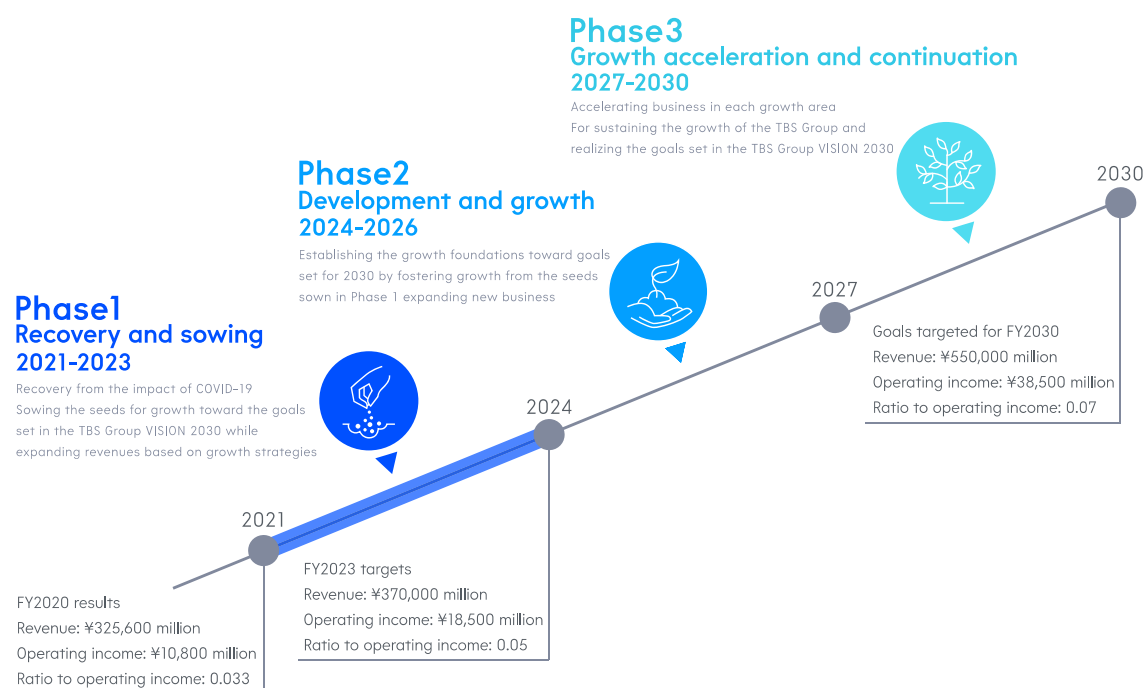 Phase3
Growth acceleration and continuation
2027-2030
Accelerating business in each growth area
For sustaining the growth of the TBS Group and
realizing the goals set in the TBS Group VISION 2030
2030
Phase2
Development and growth
2024-2026
Establishing the growth foundations toward goals
set for 2030 by fostering growth from the seeds
sown in Phase 1 expanding new business
2027
Goals targeted for FY2030
Revenue: ¥550,000 million
Operating income: ¥38,500 million
Ratio to operating income: 0.07
Phase1
Recovery and sowing
2021-2023
Recovery from the impact of COVID-19
Sowing the seeds for growth toward the goals
set in the TBS Group VISION 2030 while
expanding revenues based on growth strategies
2024
2021
FY2023 targets
Revenue: ¥370,000 million
Operating income: ¥18,500 million
Ratio to operating income: 0.05
FY2020 results
Revenue: ¥325,600 million
Operating income: ¥10,800 million
Ratio to operating income: 0.033